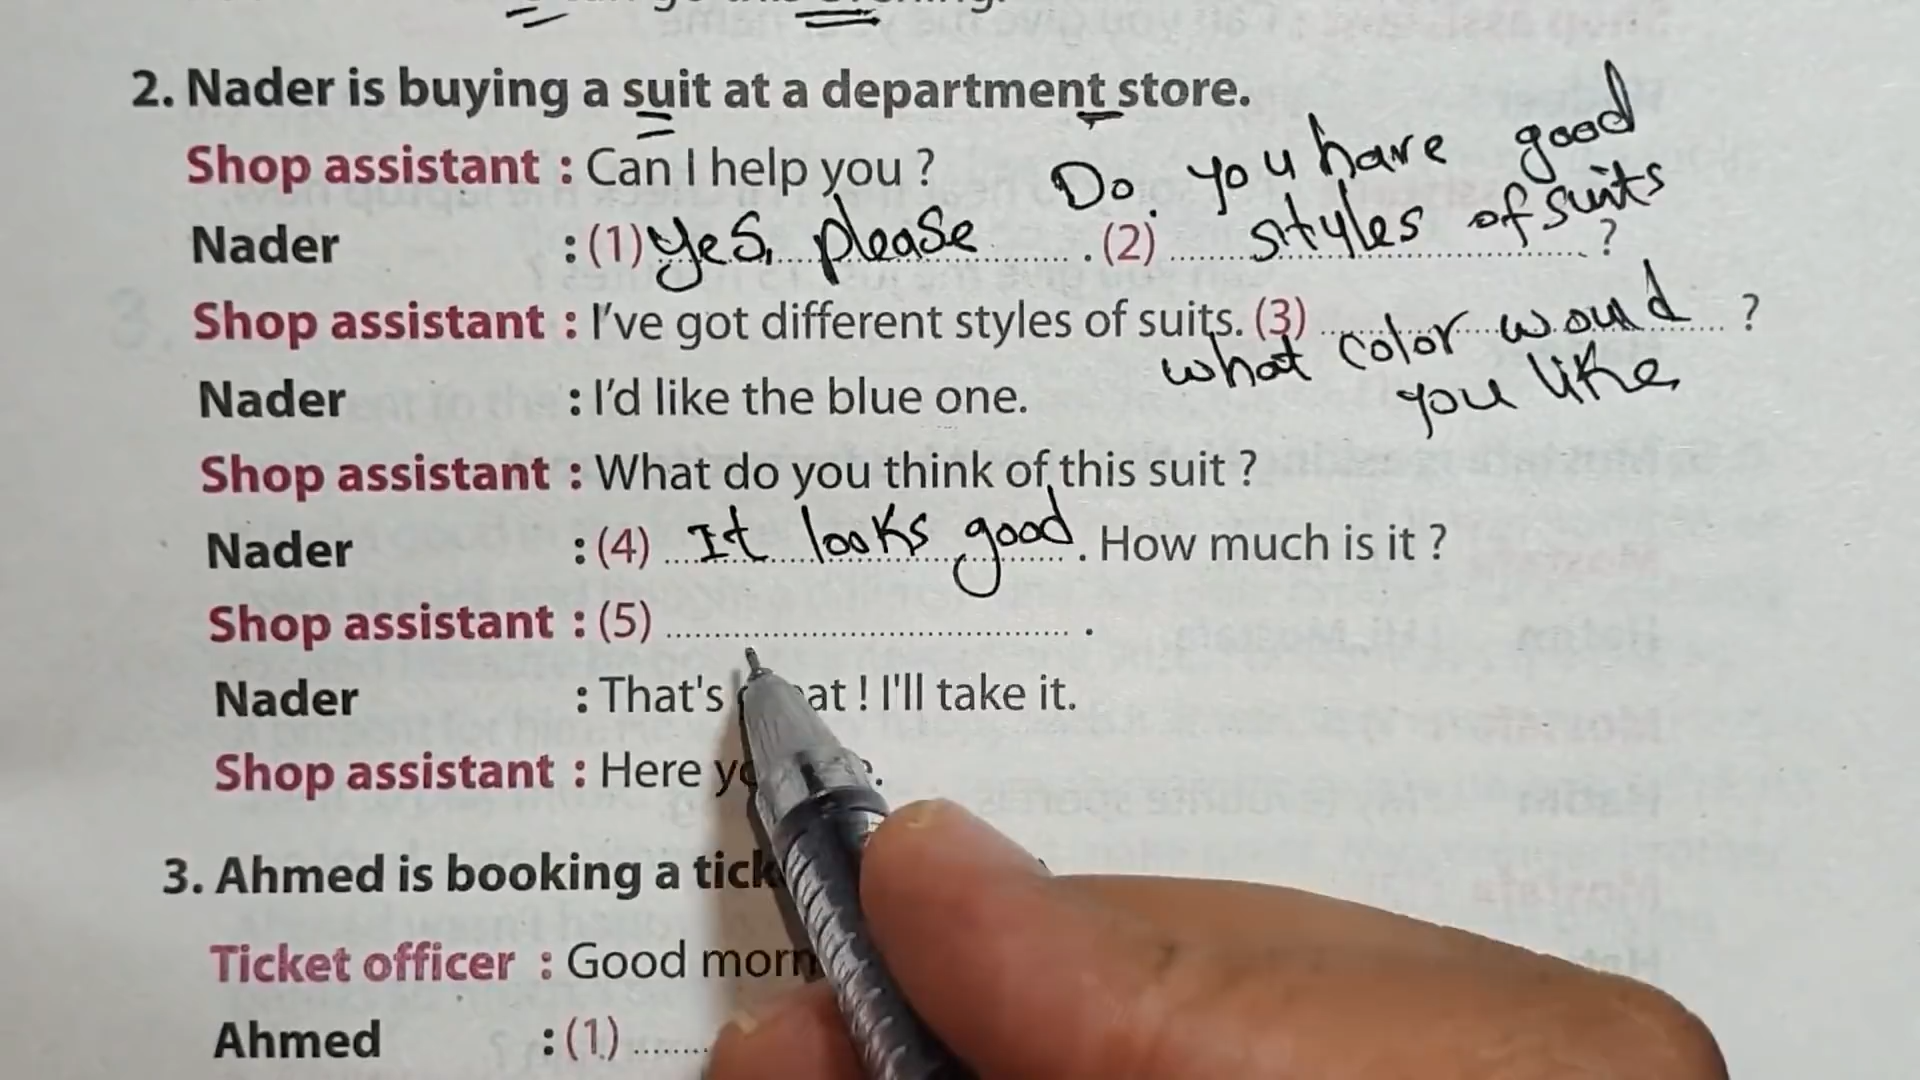 evening.
2. Nader is buying a suit at a department store.
Shop assistant : Can I help you ?
Do you have good
Nader : (1) Yes, please . (2) styles of suits ?
Shop assistant : I've got different styles of suits. (3) ?
what color would
you like
Nader : I'd like the blue one.
Shop assistant : What do you think of this suit ?
Nader : (4) It looks good . How much is it ?
Shop assistant : (5) .
Nader : That's ! I'll take it.
Shop assistant : Here
3. Ahmed is booking a
Ticket officer : Good
Ahmed : (1)